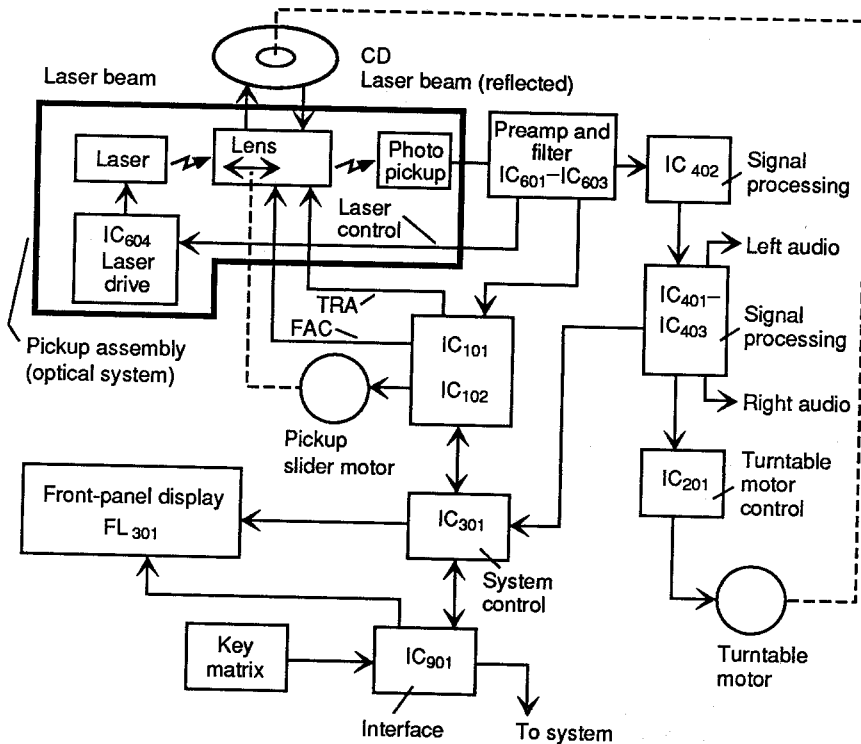 CD
Laser beam
Laser beam (reflected)
Laser
Lens
Photo
pickup
Preamp and
filter
IC601–IC603
IC 402
Signal
processing
IC604
Laser
drive
Laser
control
Left audio
IC401–
IC403
Signal
processing
TRA
FAC
Pickup assembly
(optical system)
IC101
IC102
Right audio
Pickup
slider motor
IC201
Turntable
motor
control
Front-panel display
FL 301
IC301
System
control
Key
matrix
IC901
Interface
To system
Turntable
motor